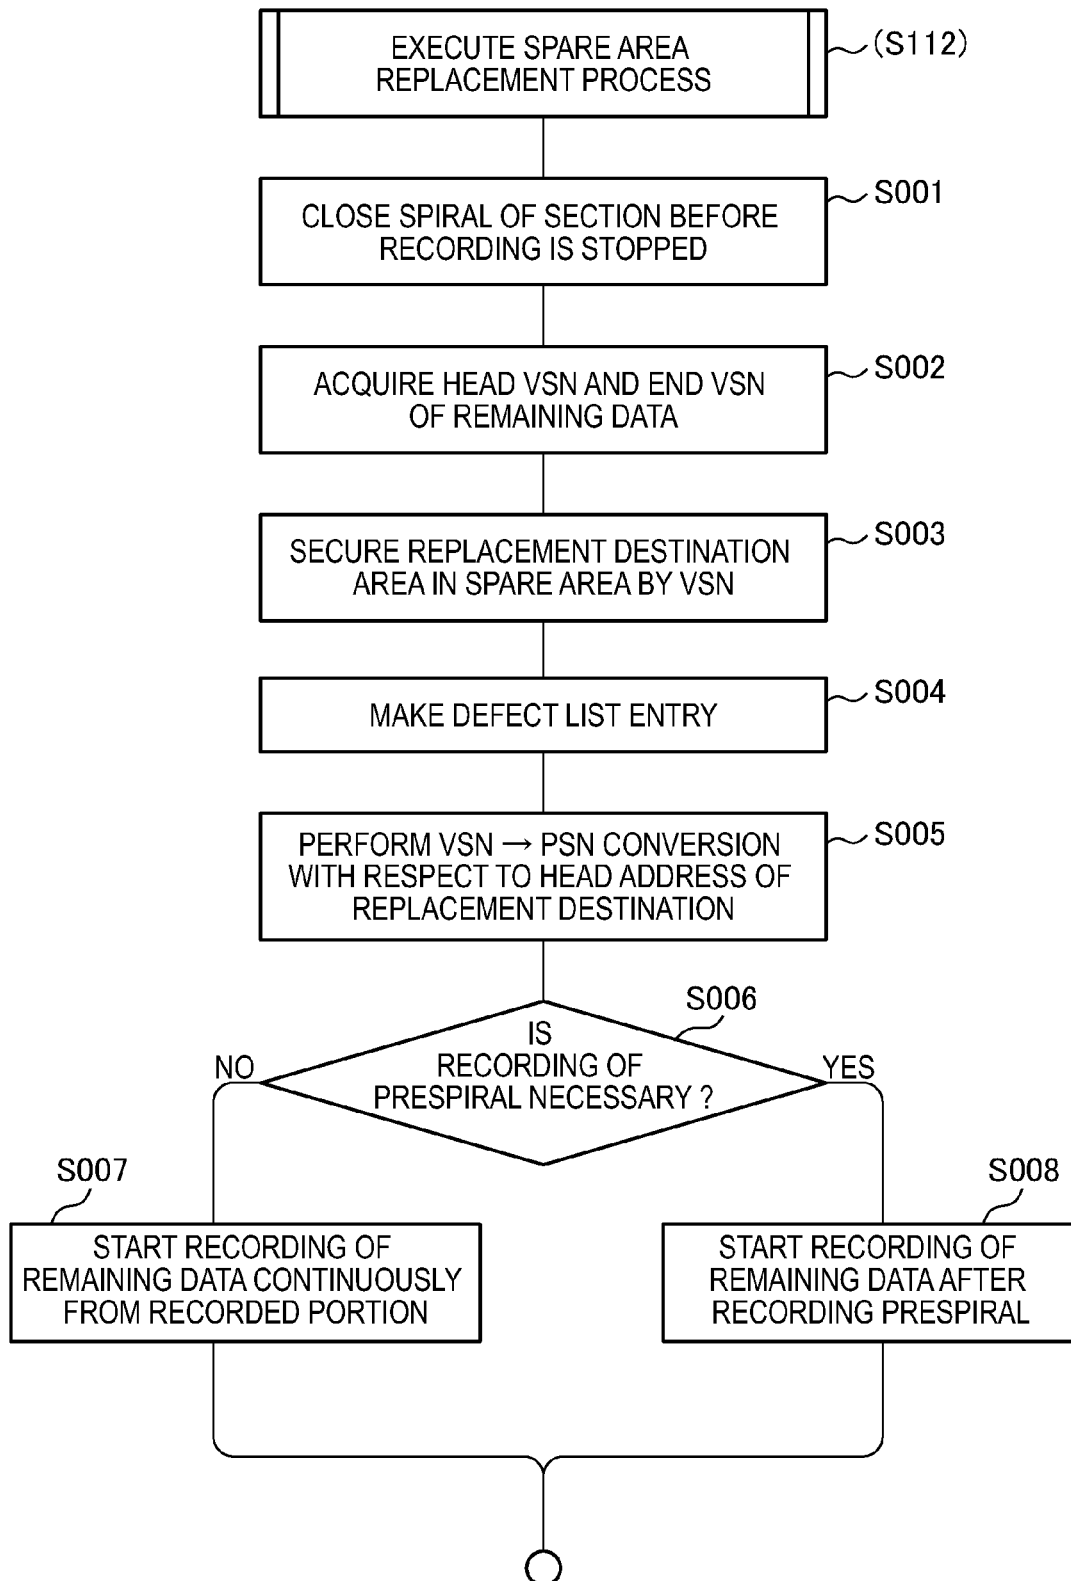 EXECUTE SPARE AREA
REPLACEMENT PROCESS
(S112)
S001
CLOSE SPIRAL OF SECTION BEFORE
RECORDING IS STOPPED
S002
ACQUIRE HEAD VSN AND END VSN
OF REMAINING DATA
S003
SECURE REPLACEMENT DESTINATION
AREA IN SPARE AREA BY VSN
S004
MAKE DEFECT LIST ENTRY
S005
PERFORM VSN → PSN CONVERSION
WITH RESPECT TO HEAD ADDRESS OF
REPLACEMENT DESTINATION
S006
IS
RECORDING OF
PRESPIRAL NECESSARY ?
NO
YES
S007
START RECORDING OF
REMAINING DATA CONTINUOUSLY
FROM RECORDED PORTION
S008
START RECORDING OF
REMAINING DATA AFTER
RECORDING PRESPIRAL